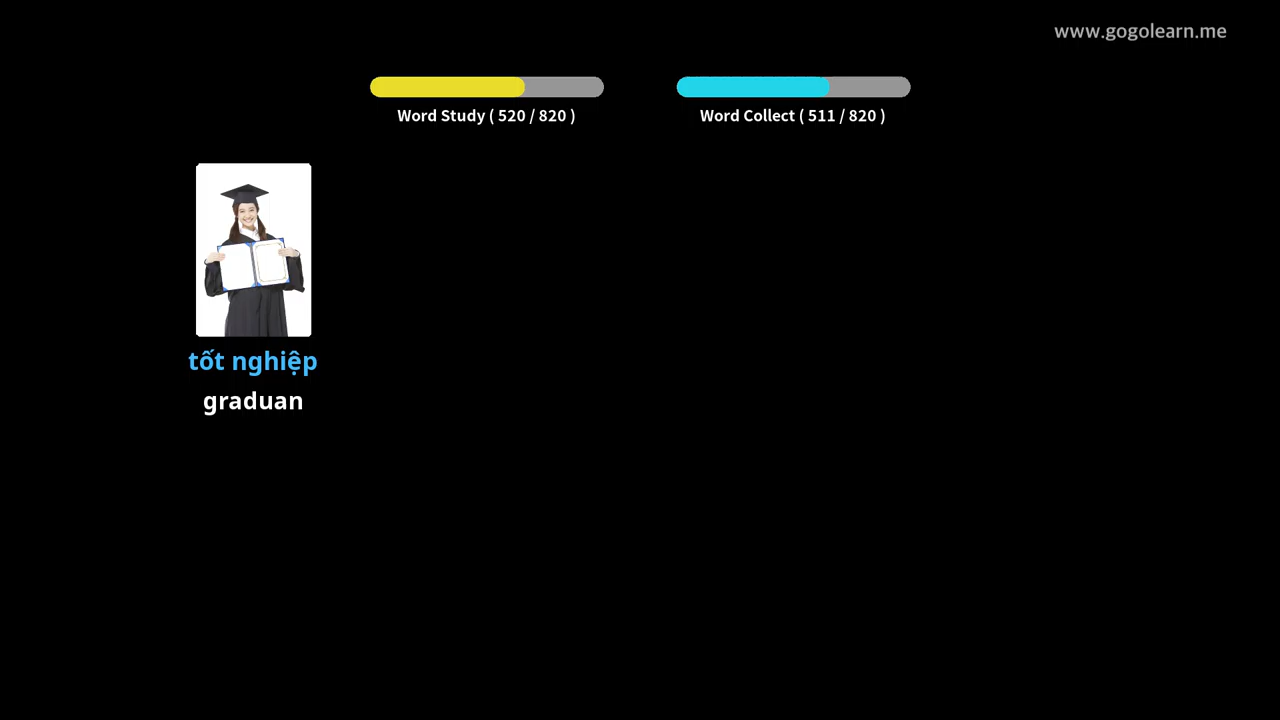 www.gogolearn.me
Word Study ( 520 / 820 )
Word Collect ( 511 / 820 )
tốt nghiệp
graduan